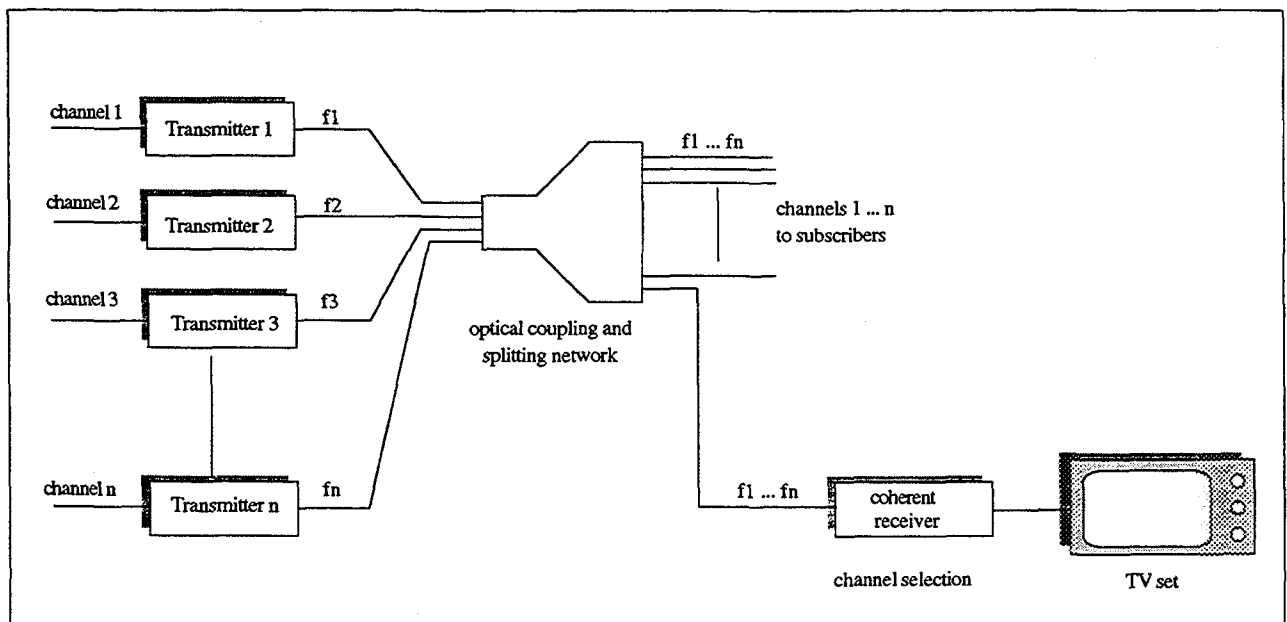 channel 1
Transmitter 1
f1
channel 2
Transmitter 2
f2
channel 3
Transmitter 3
f3
channel n
Transmitter n
fn
optical coupling and
splitting network
f1 ... fn
channels 1 ... n
to subscribers
f1 ... fn
coherent
receiver
channel selection
TV set